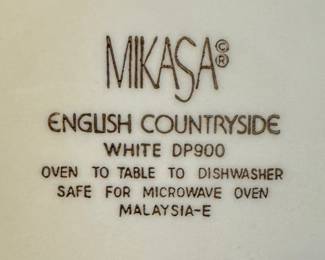 MIKASA©®
ENGLISH COUNTRYSIDE
WHITE DP900
OVEN TO TABLE TO DISHWASHER
SAFE FOR MICROWAVE OVEN
MALAYSIA-E